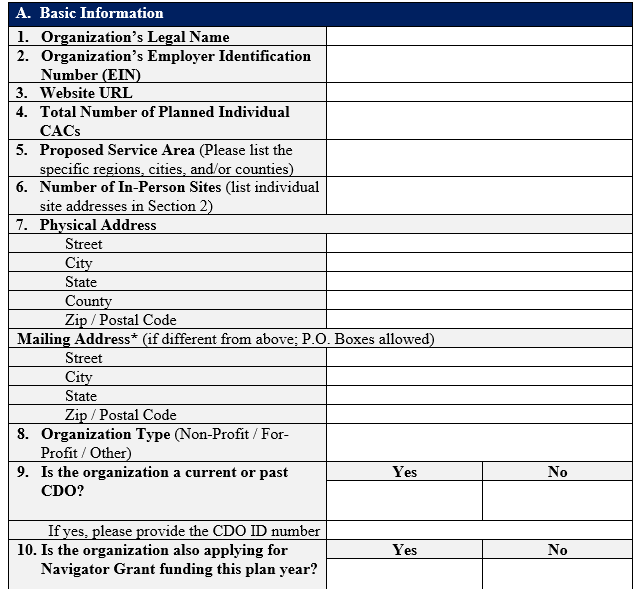 A. Basic Information
1. Organization's Legal Name
2. Organization's Employer Identification
Number (EIN)
3. Website URL
4. Total Number of Planned Individual
CACs
5. Proposed Service Area (Please list the
specific regions, cities, and/or counties)
6. Number of In-Person Sites (list individual
site addresses in Section 2)
7. Physical Address
Street
City
State
County
Zip / Postal Code
Mailing Address* (if different from above; P.O. Boxes allowed)
Street
City
State
Zip / Postal Code
8. Organization Type (Non-Profit / For-
Profit / Other)
9. Is the organization a current or past
CDO?
Yes No
If yes, please provide the CDO ID number
10. Is the organization also applying for
Navigator Grant funding this plan year?
Yes No